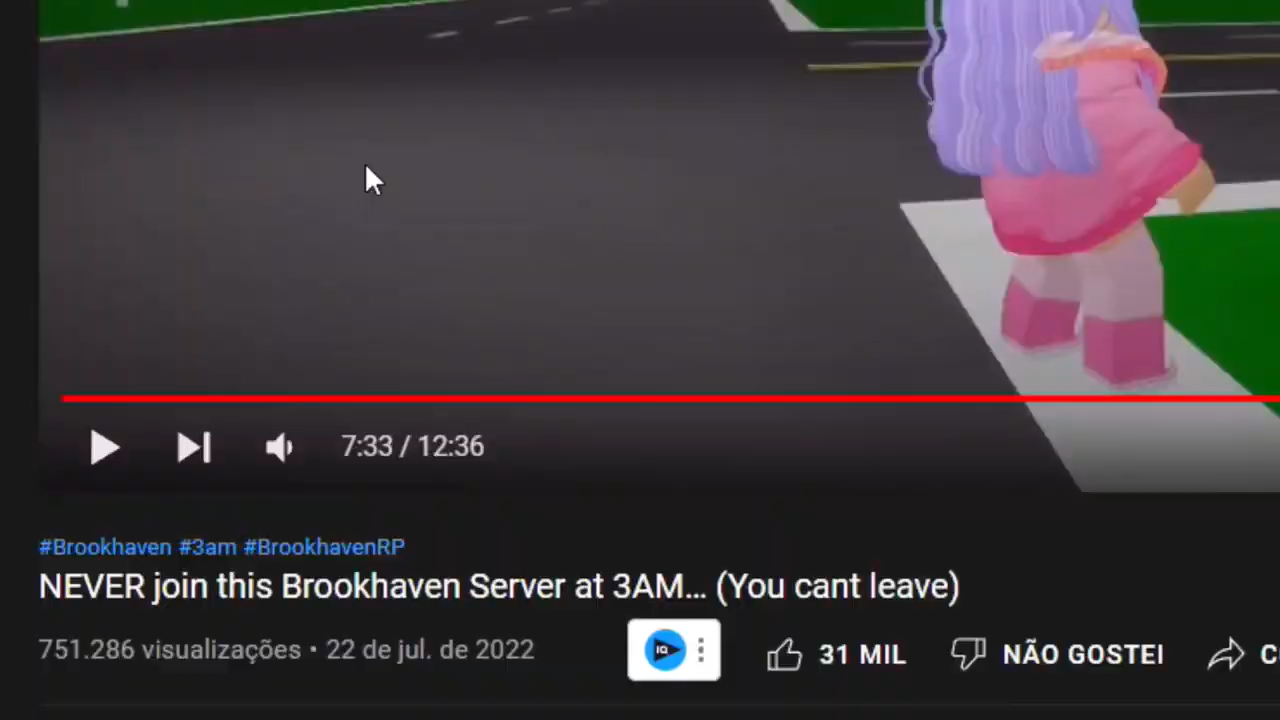 7:33 / 12:36
#Brookhaven #3am #BrookhavenRP
NEVER join this Brookhaven Server at 3AM... (You cant leave)
751.286 visualizações • 22 de jul. de 2022
IQ
31 MIL
NÃO GOSTEI